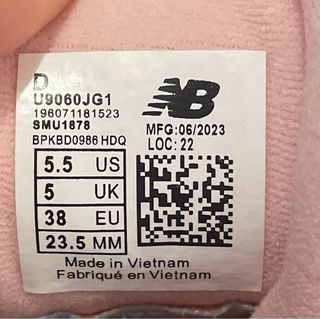 D
U9060JG1
196071181523
SMU1878
BPKBD0986 HDQ
NB
MFG:06/2023
LOC: 22
5.5 US
5 UK
38 EU
23.5 MM
Made in Vietnam
Fabriqué en Vietnam